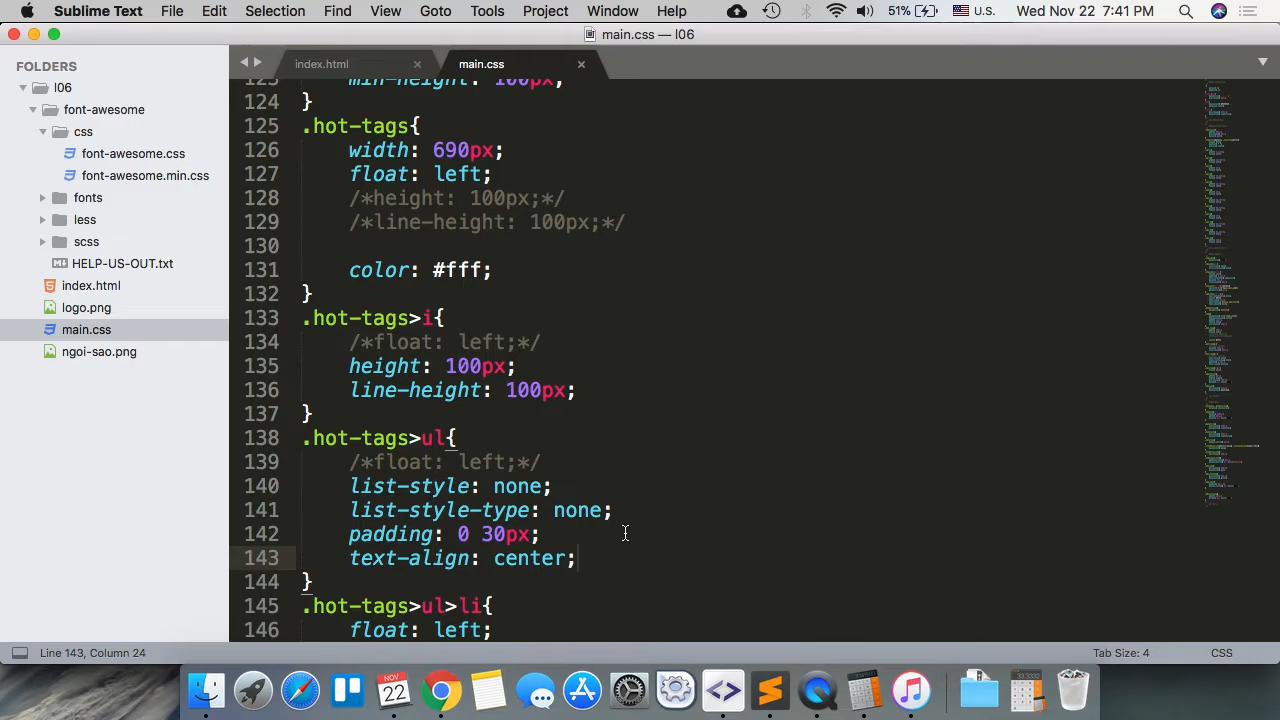 Sublime Text File Edit Selection Find View Goto Tools Project Window Help 51% U.S. Wed Nov 22 7:41 PM
main.css — l06
FOLDERS
l06
font-awesome
css
font-awesome.css
font-awesome.min.css
fonts
less
scss
HELP-US-OUT.txt
index.html
logo.png
main.css
ngoi-sao.png
index.html main.css
123 min-height: 100px;
124 }
125 .hot-tags{
126 width: 690px;
127 float: left;
128 /*height: 100px;*/
129 /*line-height: 100px;*/
130
131 color: #fff;
132 }
133 .hot-tags>i{
134 /*float: left;*/
135 height: 100px;
136 line-height: 100px;
137 }
138 .hot-tags>ul{
139 /*float: left;*/
140 list-style: none;
141 list-style-type: none;
142 padding: 0 30px;
143 text-align: center;
144 }
145 .hot-tags>ul>li{
146 float: left;
Line 143, Column 24 Tab Size: 4 CSS
NOV
22